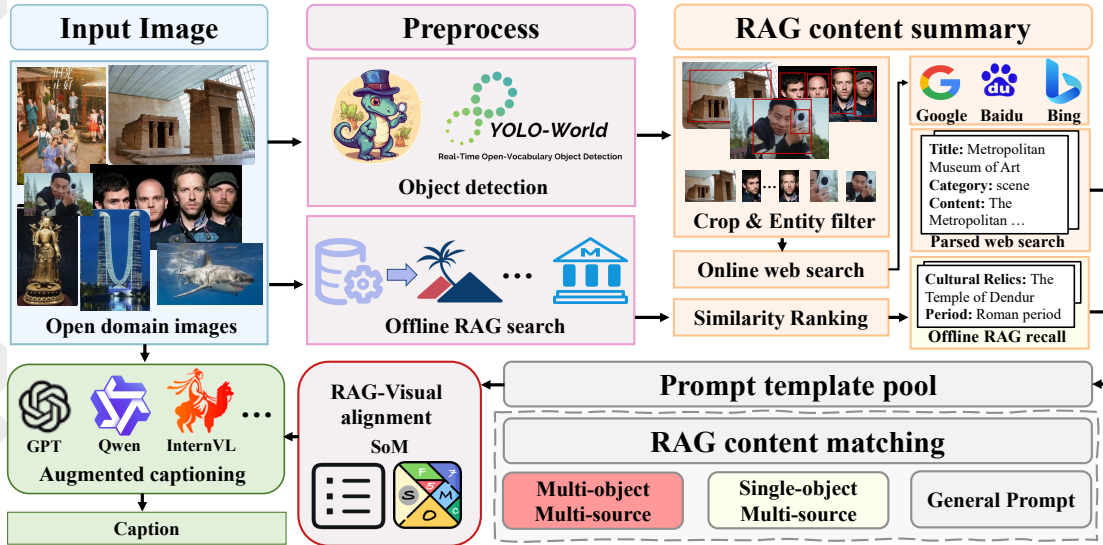 Input Image
Open domain images
Preprocess
YOLO-World
Real-Time Open-Vocabulary Object Detection
Object detection
M
Offline RAG search
RAG content summary
Crop & Entity filter
Online web search
Similarity Ranking
Google
Baidu
Bing
du
Title: Metropolitan
Museum of Art
Category: scene
Content: The
Metropolitan …
Parsed web search
Cultural Relics: The
Temple of Dendur
Period: Roman period
Offline RAG recall
Prompt template pool
RAG content matching
Multi-object
Multi-source
Single-object
Multi-source
General Prompt
RAG-Visual
alignment
SoM
F
7
5
S
M
O
C
GPT
Qwen
InternVL
Augmented captioning
Caption